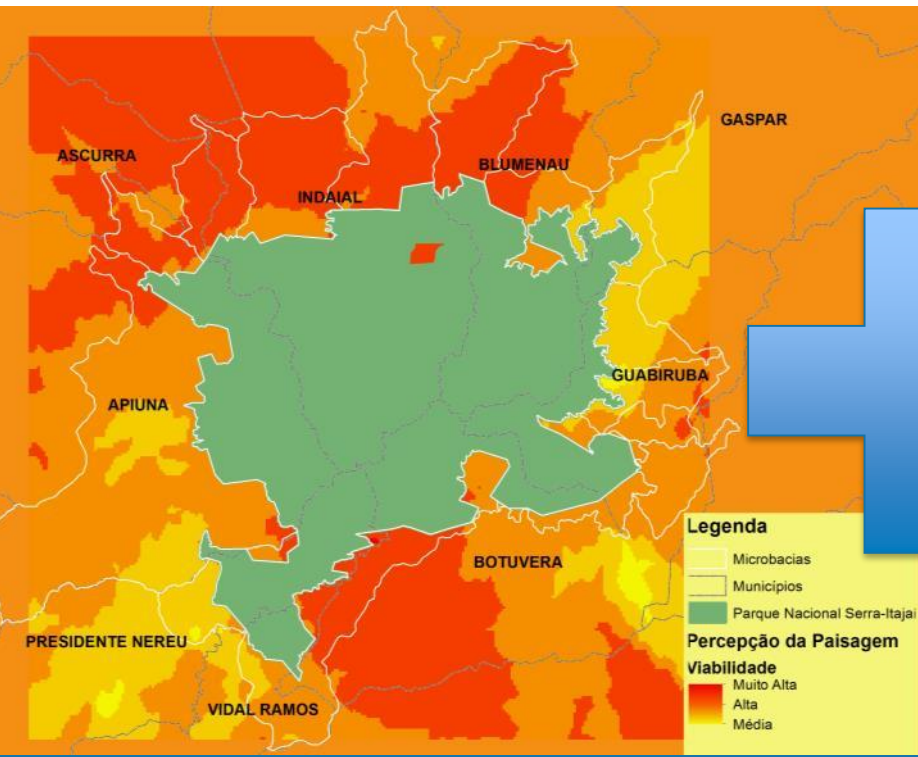 GASPAR
ASCURRA
BLUMENAU
INDAIAL
GUABIRUBA
APIUNA
BOTUVERA
PRESIDENTE NEREU
VIDAL RAMOS
Legenda
Microbacias
Municípios
Parque Nacional Serra-Itajai
Percepção da Paisagem
Viabilidade
Muito Alta
Alta
Média